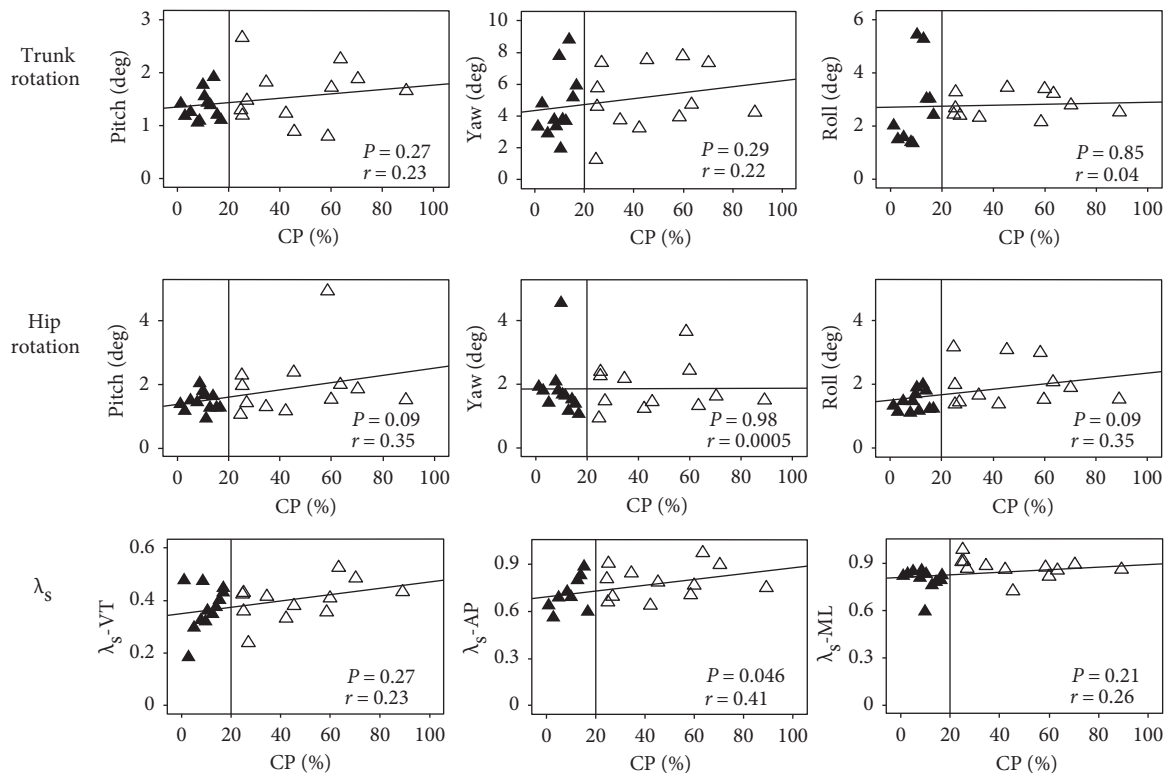 Trunk
rotation
3
2
1
0
Pitch (deg)
P = 0.27
r = 0.23
0 20 40 60 80 100
CP (%)
10
8
6
4
2
0
Yaw (deg)
P = 0.29
r = 0.22
0 20 40 60 80 100
CP (%)
6
4
2
0
Roll (deg)
P = 0.85
r = 0.04
0 20 40 60 80 100
CP (%)
Hip
rotation
4
2
0
Pitch (deg)
P = 0.09
r = 0.35
0 20 40 60 80 100
CP (%)
4
2
0
Yaw (deg)
P = 0.98
r = 0.0005
0 20 40 60 80 100
CP (%)
4
2
0
Roll (deg)
P = 0.09
r = 0.35
0 20 40 60 80 100
CP (%)
λs
0.6
0.4
0.2
0
λs-VT
P = 0.27
r = 0.23
0 20 40 60 80 100
CP (%)
0.9
0.6
0.3
0
λs-AP
P = 0.046
r = 0.41
0 20 40 60 80 100
CP (%)
0.9
0.6
0.3
0
λs-ML
P = 0.21
r = 0.26
0 20 40 60 80 100
CP (%)